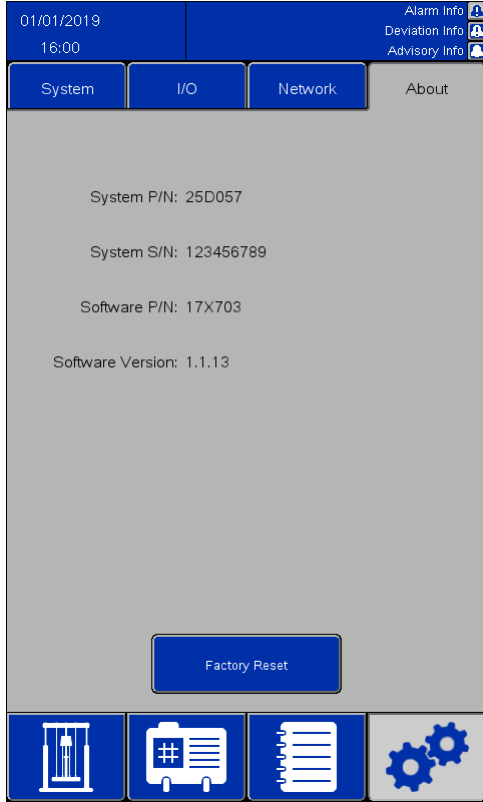 01/01/2019
16:00
Alarm Info
Deviation Info
Advisory Info
System I/O Network About
System P/N: 25D057
System S/N: 123456789
Software P/N: 17X703
Software Version: 1.1.13
Factory Reset
#